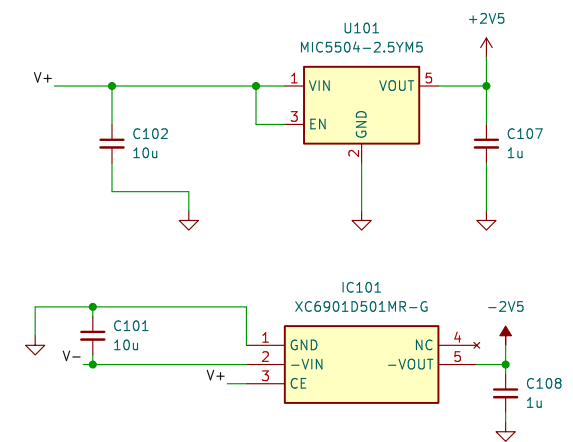 U101
MIC5504-2.5YM5
+2V5
V+
1 VIN VOUT 5
3 EN
GND
2
C102
10u
C107
1u
IC101
XC6901D501MR-G
-2V5
C101
10u
1 GND NC 4
V-
2 -VIN -VOUT 5
V+
3 CE
C108
1u